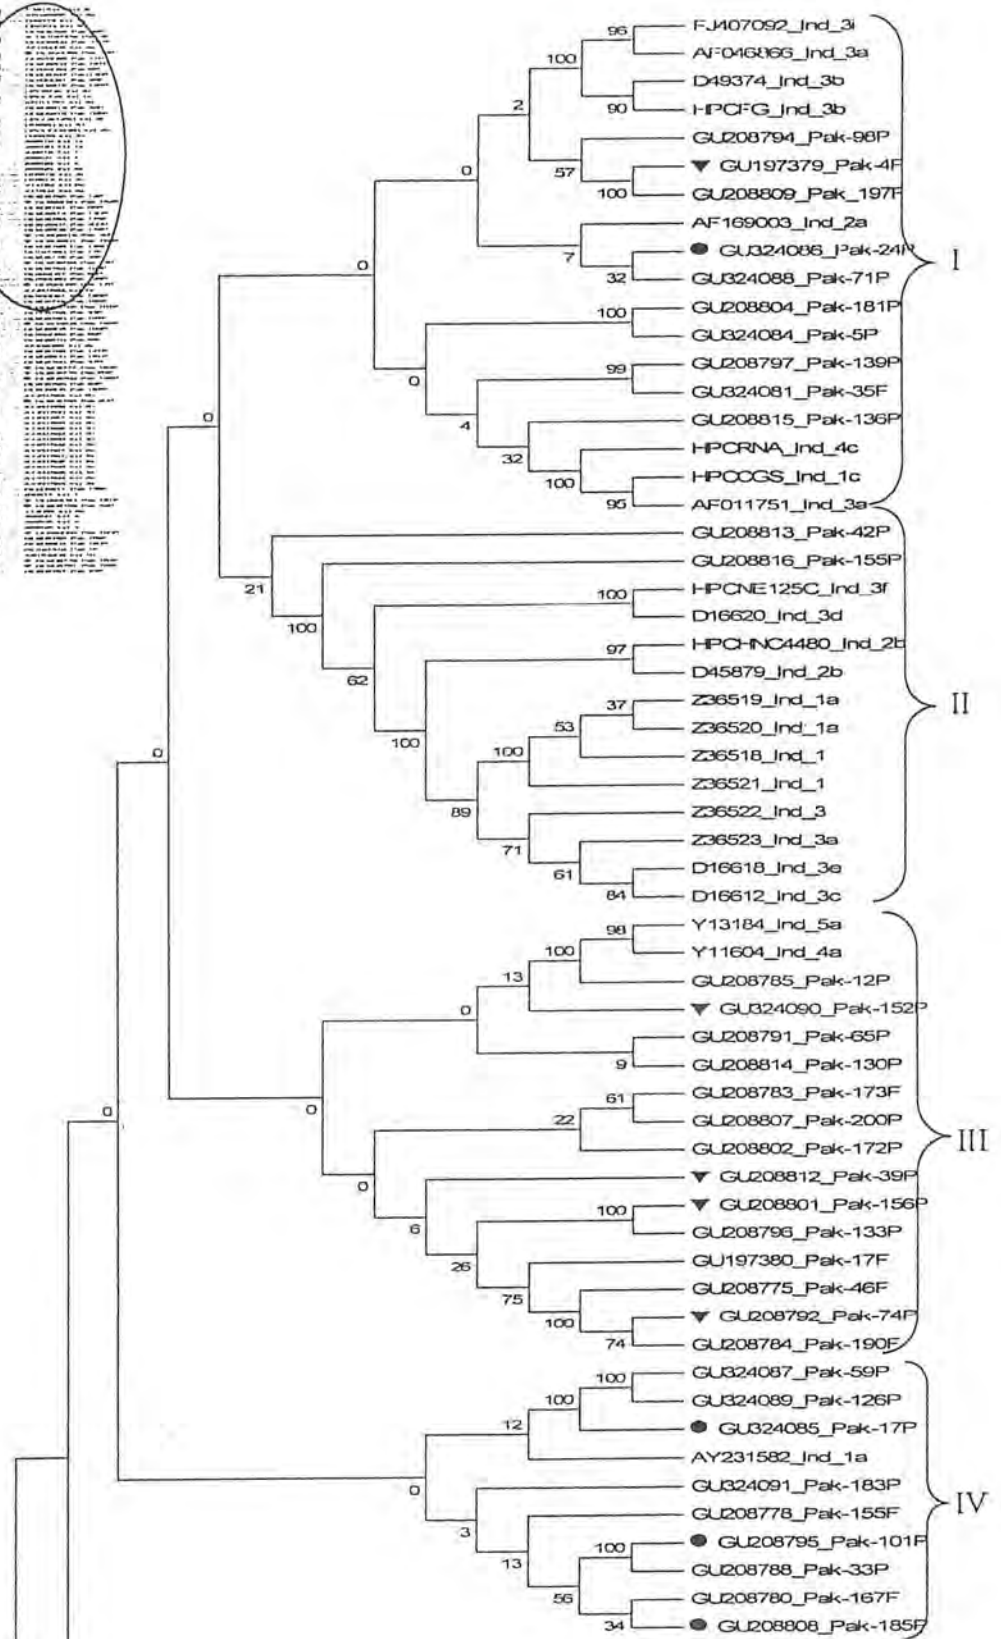 96
FJ407092_Ind_3i
AF046866_Ind_3a
100
D49374_Ind_3b
90
HPCFG_Ind_3b
2
GU208794_Pak-98P
57
GU197379_Pak-4F
100
GU208809_Pak_197F
0
AF169003_Ind_2a
7
GU324086_Pak-24P
32
GU324088_Pak-71P
I
0
100
GU208804_Pak-181P
GU324084_Pak-5P
0
99
GU208797_Pak-139P
GU324081_Pak-35F
4
GU208815_Pak-136P
32
HPCRNA_Ind_4c
100
HPCCGS_Ind_1c
95
AF011751_Ind_3a
0
GU208813_Pak-42P
21
GU208816_Pak-155P
100
100
HPCNE125C_Ind_3f
D16620_Ind_3d
62
97
HPCHNC4480_Ind_2b
D45879_Ind_2b
100
37
Z36519_Ind_1a
53
Z36520_Ind_1a
100
Z36518_Ind_1
Z36521_Ind_1
89
Z36522_Ind_3
71
Z36523_Ind_3a
61
D16618_Ind_3e
84
D16612_Ind_3c
II
0
98
Y13184_Ind_5a
100
Y11604_Ind_4a
13
GU208785_Pak-12P
0
GU324090_Pak-152P
GU208791_Pak-65P
9
GU208814_Pak-130P
0
61
GU208783_Pak-173F
22
GU208807_Pak-200P
GU208802_Pak-172P
0
GU208812_Pak-39P
6
100
GU208801_Pak-156P
GU208796_Pak-133P
26
GU197380_Pak-17F
75
GU208775_Pak-46F
100
GU208792_Pak-74P
74
GU208784_Pak-190F
III
0
100
GU324087_Pak-59P
100
GU324089_Pak-126P
12
GU324085_Pak-17P
AY231582_Ind_1a
0
GU324091_Pak-183P
3
GU208778_Pak-155F
13
100
GU208795_Pak-101P
GU208788_Pak-33P
56
GU208780_Pak-167F
34
GU208808_Pak-185F
IV